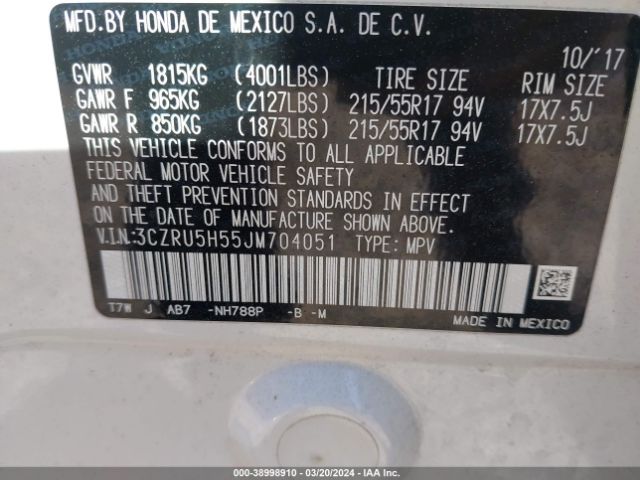 MFD.BY HONDA DE MEXICO S.A. DE C.V.
10/'17
GVWR 1815KG (4001LBS) TIRE SIZE RIM SIZE
GAWR F 965KG (2127LBS) 215/55R17 94V 17X7.5J
GAWR R 850KG (1873LBS) 215/55R17 94V 17X7.5J
THIS VEHICLE CONFORMS TO ALL APPLICABLE
FEDERAL MOTOR VEHICLE SAFETY
AND THEFT PREVENTION STANDARDS IN EFFECT
ON THE DATE OF MANUFACTURE SHOWN ABOVE.
V.I.N.:3CZRU5H55JM704051 TYPE: MPV
T7W J AB7 -NH788P -B -M
MADE IN MEXICO
000-38998910 - 03/20/2024 - IAA Inc.